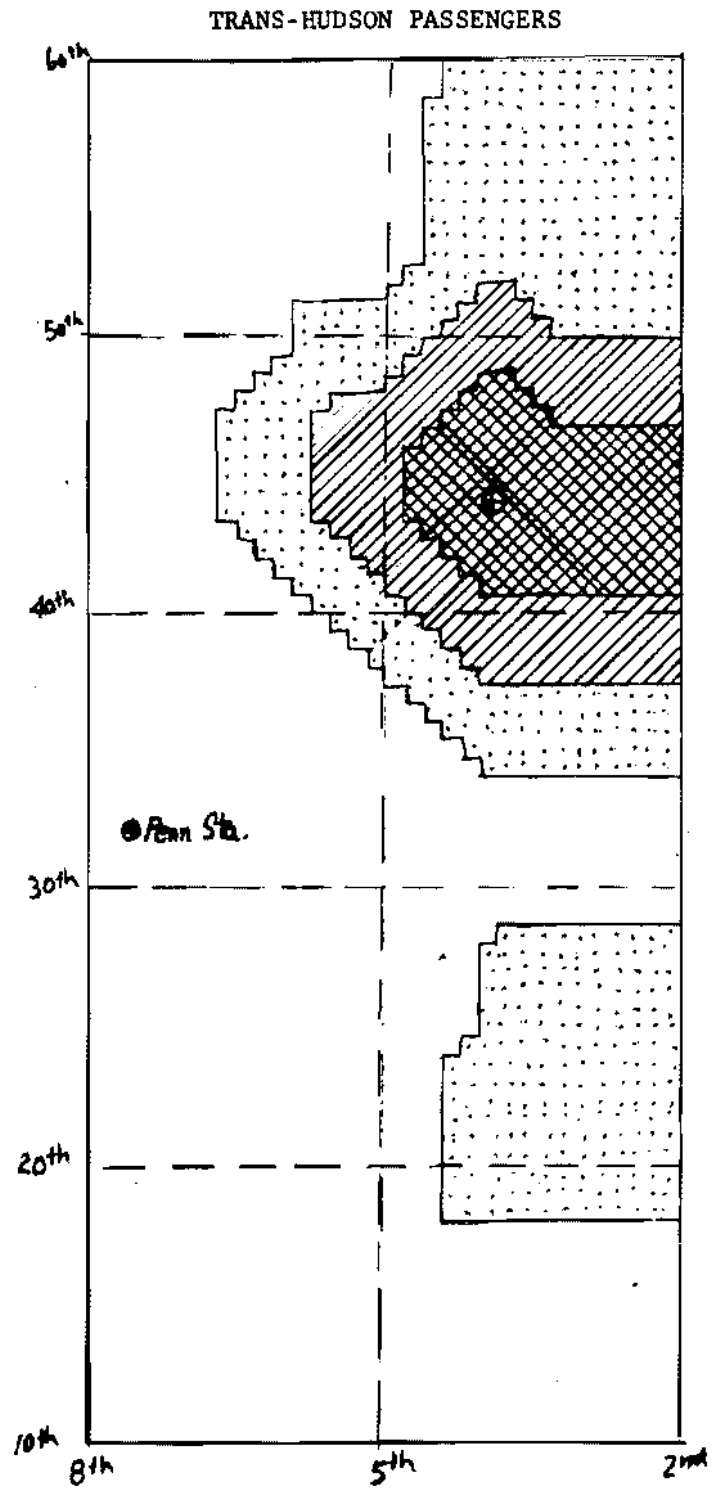 TRANS-HUDSON PASSENGERS
60th
50th
40th
Penn Sta.
30th
20th
10th
8th
5th
2nd